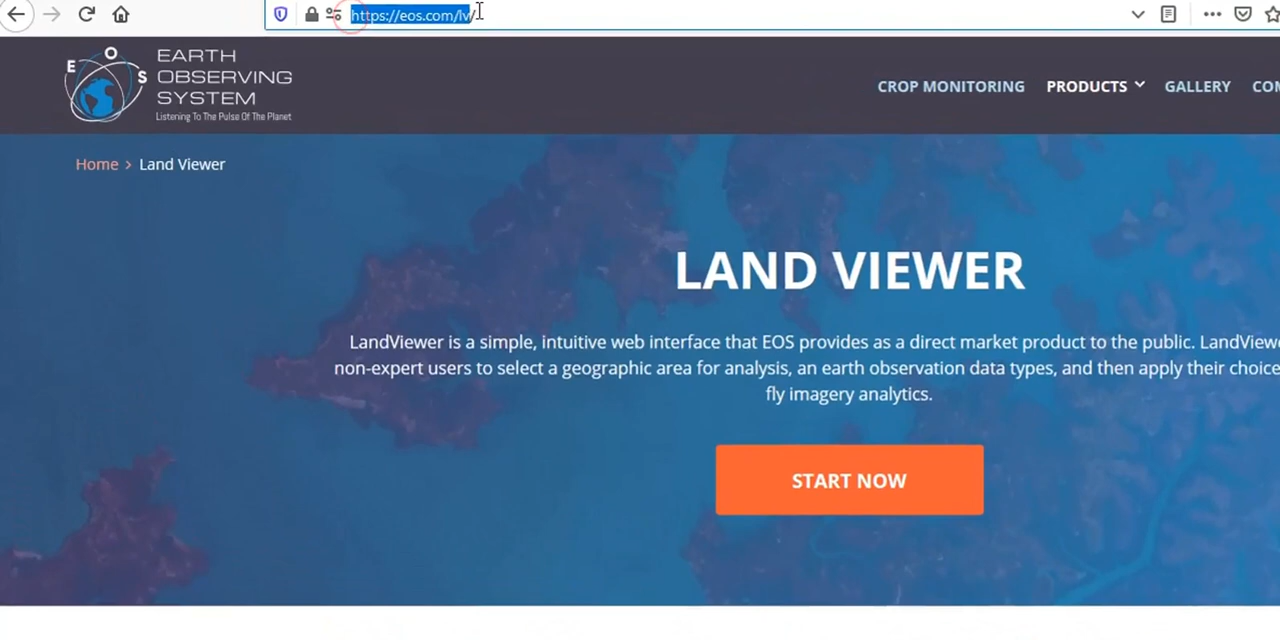 https://eos.com/lv/
E O S
EARTH
OBSERVING
SYSTEM
Listening To The Pulse Of The Planet
CROP MONITORING PRODUCTS GALLERY
Home > Land Viewer
LAND VIEWER
LandViewer is a simple, intuitive web interface that EOS provides as a direct market product to the public.
non-expert users to select a geographic area for analysis, an earth observation data types, and then apply their choice
fly imagery analytics.
START NOW